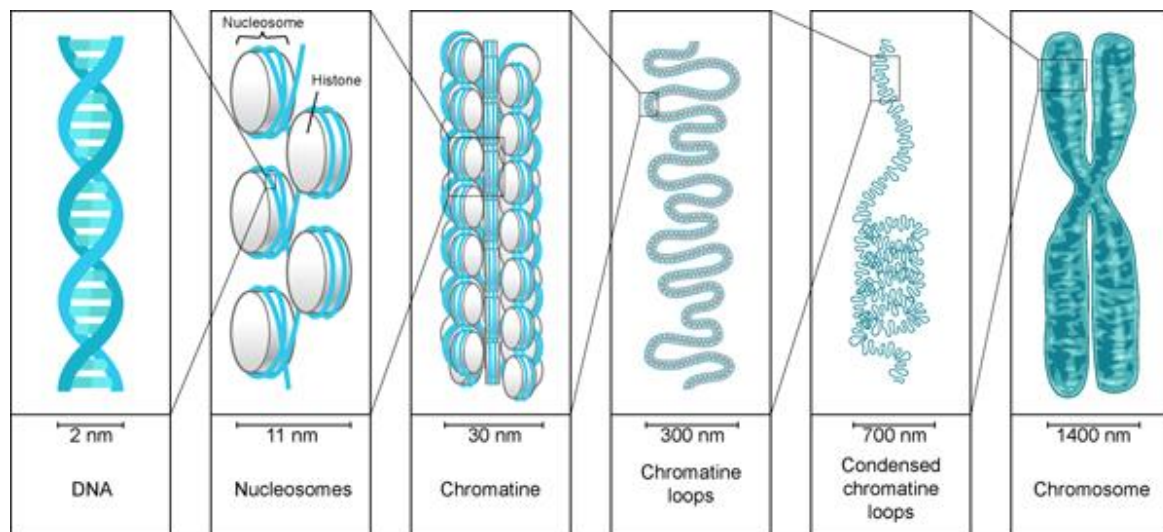 Nucleosome
Histone
2 nm
11 nm
30 nm
300 nm
700 nm
1400 nm
DNA
Nucleosomes
Chromatine
Chromatine
loops
Condensed
chromatine
loops
Chromosome